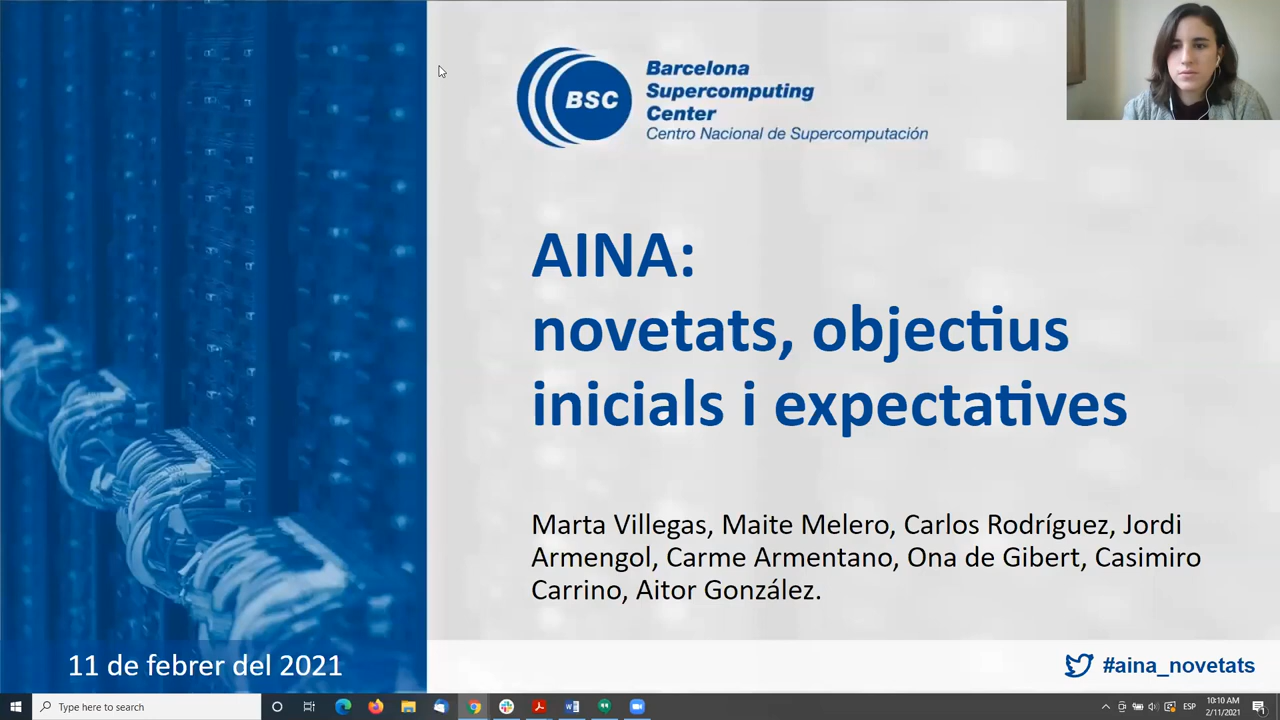 BSC
Barcelona
Supercomputing
Center
Centro Nacional de Supercomputación
AINA:
novetats, objectius
inicials i expectatives
Marta Villegas, Maite Melero, Carlos Rodríguez, Jordi
Armengol, Carme Armentano, Ona de Gibert, Casimiro
Carrino, Aitor González.
11 de febrer del 2021
#aina_novetats
Type here to search
ESP
10:10 AM
2/11/2021